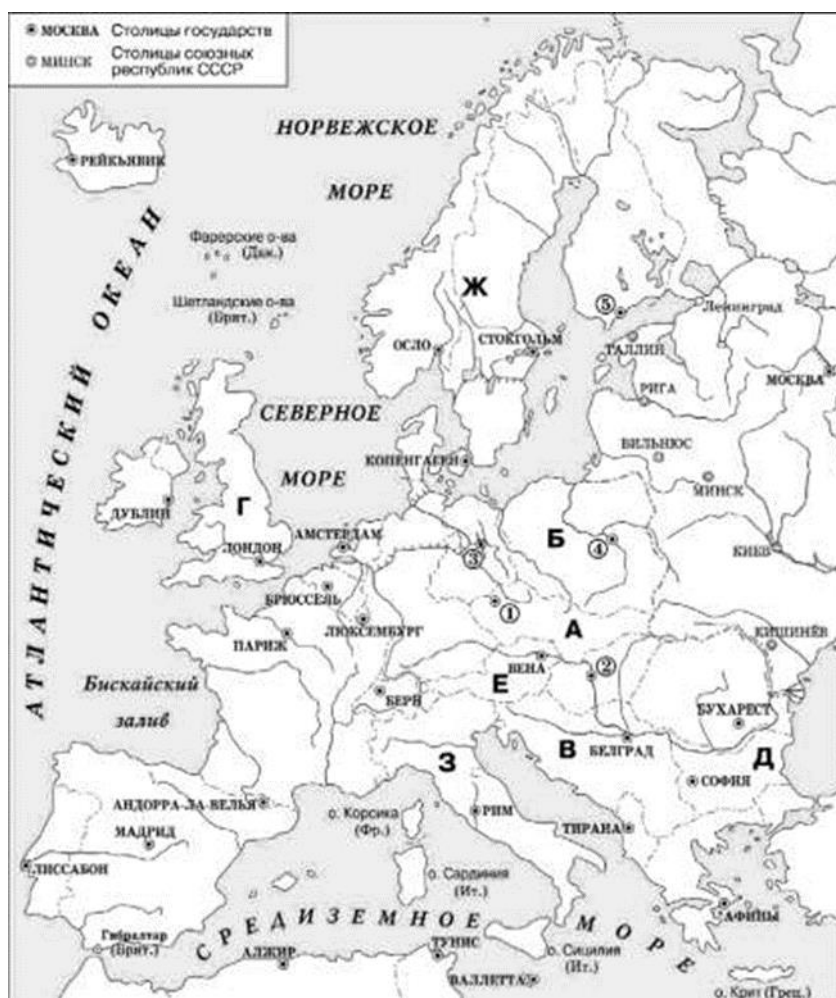 МОСКВА Столицы государств
МИНСК Столицы союзных
республик СССР
НОРВЕЖСКОЕ
РЕЙКЬЯВИК
МОРЕ
Фарерские о-ва
(Дат.)
Шетландские о-ва
(Брит.)
АТЛАНТИЧЕСКИЙ ОКЕАН
Ж
5
Ленинград
ОСЛО
СТОКГОЛЬМ
ТАЛЛИН
МОСКВА
РИГА
СЕВЕРНОЕ
ВИЛЬНЮС
КОПЕНГАГЕН
МОРЕ
МИНСК
Г
ДУБЛИН
АМСТЕРДАМ
Б
3
4
ЛОНДОН
КИЕВ
БРЮССЕЛЬ
1
ЛЮКСЕМБУРГ
А
ПАРИЖ
КИШИНЁВ
ВЕНА
2
Бискайский
Е
залив
БЕРН
БУХАРЕСТ
В
БЕЛГРАД
З
Д
СОФИЯ
АНДОРРА-ЛА-ВЕЛЬЯ
о. Корсика
(Фр.)
РИМ
ТИРАНА
МАДРИД
ЛИССАБОН
о. Сардиния
(Ит.)
СРЕДИЗЕМНОЕ МОРЕ
АФИНЫ
Гибралтар
(Брит.)
АЛЖИР
ТУНИС
о. Сицилия
(Ит.)
ВАЛЛЕТТА
о. Крит (Грец.)